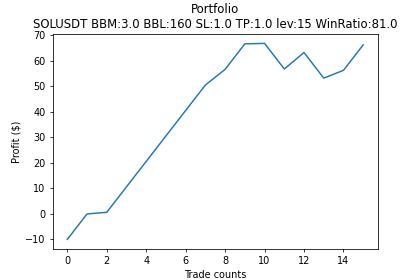 Portfolio
SOLUSDT BBM:3.0 BBL:160 SL:1.0 TP:1.0 lev:15 WinRatio:81.0
70
60
50
40
30
20
10
0
−10
Profit ($)
0 2 4 6 8 10 12 14
Trade counts